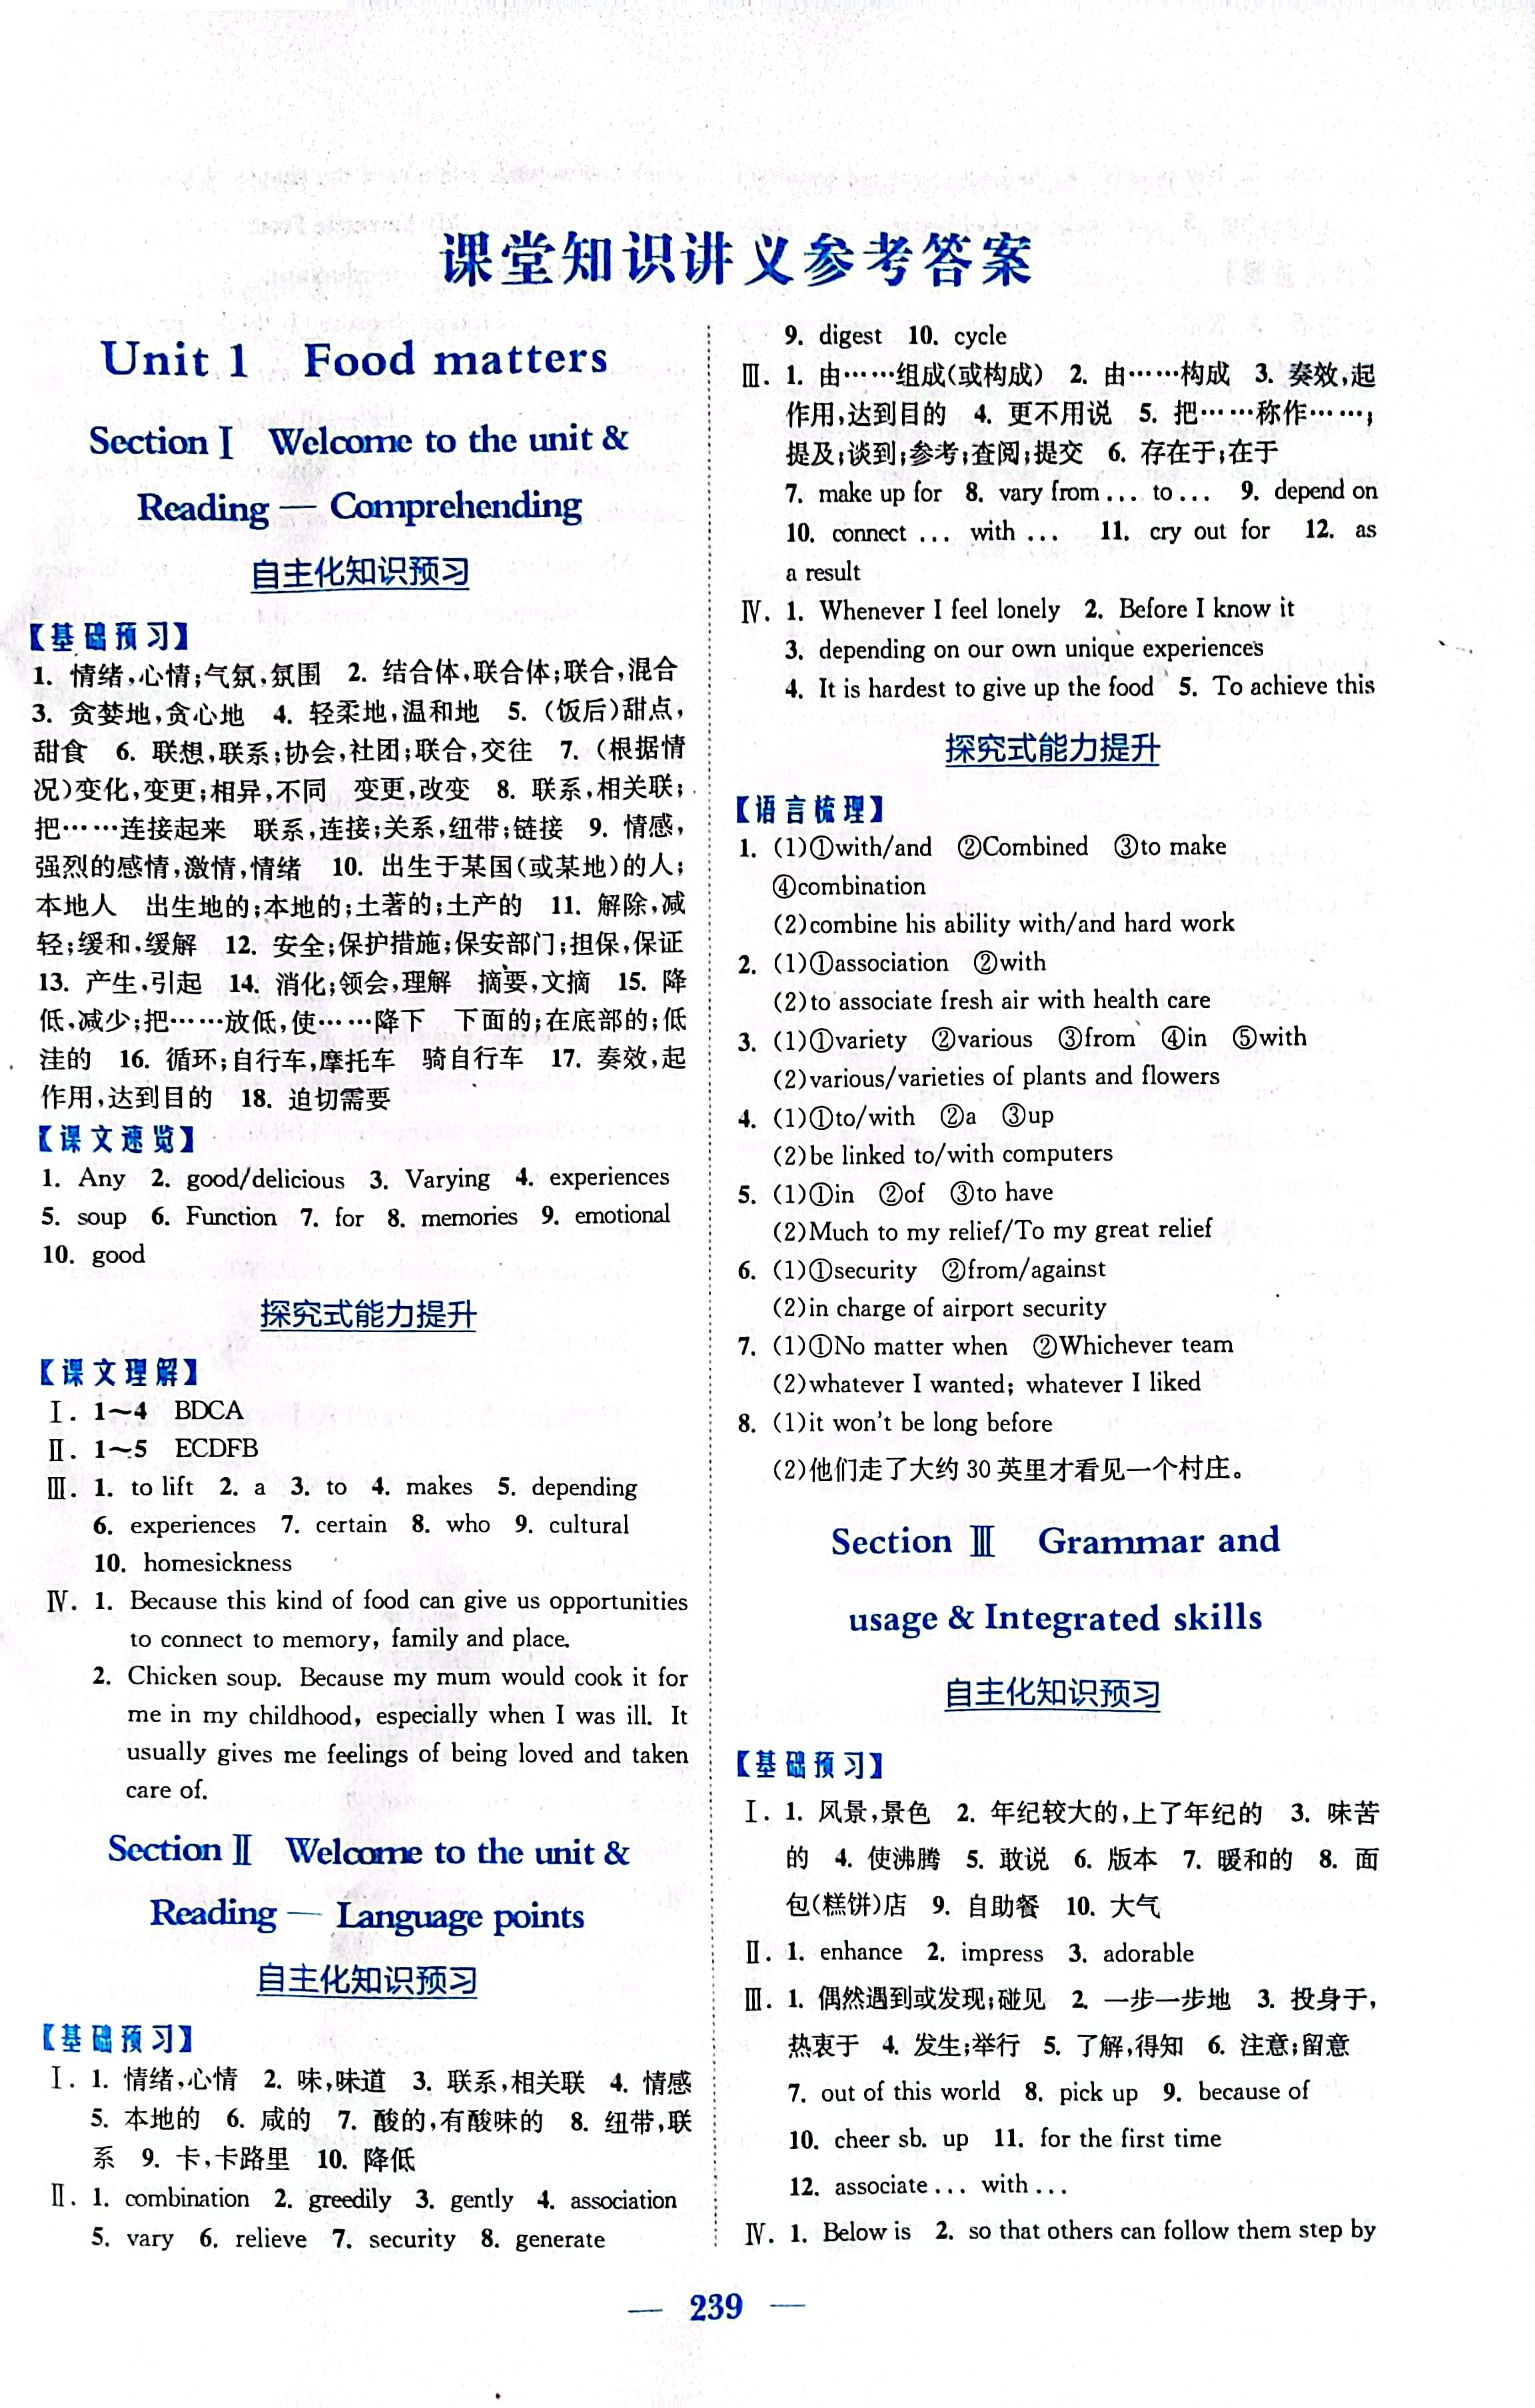 课堂知识讲义参考答案
Unit 1 Food matters
Section Ⅰ Welcome to the unit &
Reading — Comprehending
自主化知识预习
【基础预习】
1. 情绪,心情;气氛,氛围 2. 结合体,联合体;联合,混合
3. 贪婪地,贪心地 4. 轻柔地,温和地 5. (饭后)甜点,
甜食 6. 联想,联系;协会,社团;联合,交往 7. (根据情
况)变化,变更;相异,不同 变更,改变 8. 联系,相关联;
把……连接起来 联系,连接;关系,纽带;链接 9. 情感,
强烈的感情,激情,情绪 10. 出生于某国(或某地)的人;
本地人 出生地的;本地的;土著的;土产的 11. 解除,减
轻;缓和,缓解 12. 安全;保护措施;保安部门;担保,保证
13. 产生,引起 14. 消化;领会,理解 摘要,文摘 15. 降
低,减少;把……放低,使……降下 下面的;在底部的;低
洼的 16. 循环;自行车,摩托车 骑自行车 17. 奏效,起
作用,达到目的 18. 迫切需要
【课文速览】
1. Any 2. good/delicious 3. Varying 4. experiences
5. soup 6. Function 7. for 8. memories 9. emotional
10. good
探究式能力提升
【课文理解】
Ⅰ. 1～4 BDCA
Ⅱ. 1～5 ECDFB
Ⅲ. 1. to lift 2. a 3. to 4. makes 5. depending
6. experiences 7. certain 8. who 9. cultural
10. homesickness
Ⅳ. 1. Because this kind of food can give us opportunities
to connect to memory, family and place.
2. Chicken soup. Because my mum would cook it for
me in my childhood, especially when I was ill. It
usually gives me feelings of being loved and taken
care of.
Section Ⅱ Welcome to the unit &
Reading — Language points
自主化知识预习
【基础预习】
Ⅰ. 1. 情绪,心情 2. 味,味道 3. 联系,相关联 4. 情感
5. 本地的 6. 咸的 7. 酸的,有酸味的 8. 纽带,联
系 9. 卡,卡路里 10. 降低
Ⅱ. 1. combination 2. greedily 3. gently 4. association
5. vary 6. relieve 7. security 8. generate
9. digest 10. cycle
Ⅲ. 1. 由……组成(或构成) 2. 由……构成 3. 奏效,起
作用,达到目的 4. 更不用说 5. 把……称作……;
提及;谈到;参考;查阅;提交 6. 存在于;在于
7. make up for 8. vary from... to... 9. depend on
10. connect ... with ... 11. cry out for 12. as
a result
Ⅳ. 1. Whenever I feel lonely 2. Before I know it
3. depending on our own unique experiences
4. It is hardest to give up the food 5. To achieve this
探究式能力提升
【语言梳理】
1. (1)①with/and ②Combined ③to make
④combination
(2)combine his ability with/and hard work
2. (1)①association ②with
(2)to associate fresh air with health care
3. (1)①variety ②various ③from ④in ⑤with
(2)various/varieties of plants and flowers
4. (1)①to/with ②a ③up
(2)be linked to/with computers
5. (1)①in ②of ③to have
(2)Much to my relief/To my great relief
6. (1)①security ②from/against
(2)in charge of airport security
7. (1)①No matter when ②Whichever team
(2)whatever I wanted; whatever I liked
8. (1)it won't be long before
(2)他们走了大约 30 英里才看见一个村庄。
Section Ⅲ Grammar and
usage & Integrated skills
自主化知识预习
【基础预习】
Ⅰ. 1. 风景,景色 2. 年纪较大的,上了年纪的 3. 味苦
的 4. 使沸腾 5. 敢说 6. 版本 7. 暖和的 8. 面
包(糕饼)店 9. 自助餐 10. 大气
Ⅱ. 1. enhance 2. impress 3. adorable
Ⅲ. 1. 偶然遇到或发现;碰见 2. 一步一步地 3. 投身于,
热衷于 4. 发生;举行 5. 了解,得知 6. 注意;留意
7. out of this world 8. pick up 9. because of
10. cheer sb. up 11. for the first time
12. associate... with...
Ⅳ. 1. Below is 2. so that others can follow them step by
— 239 —